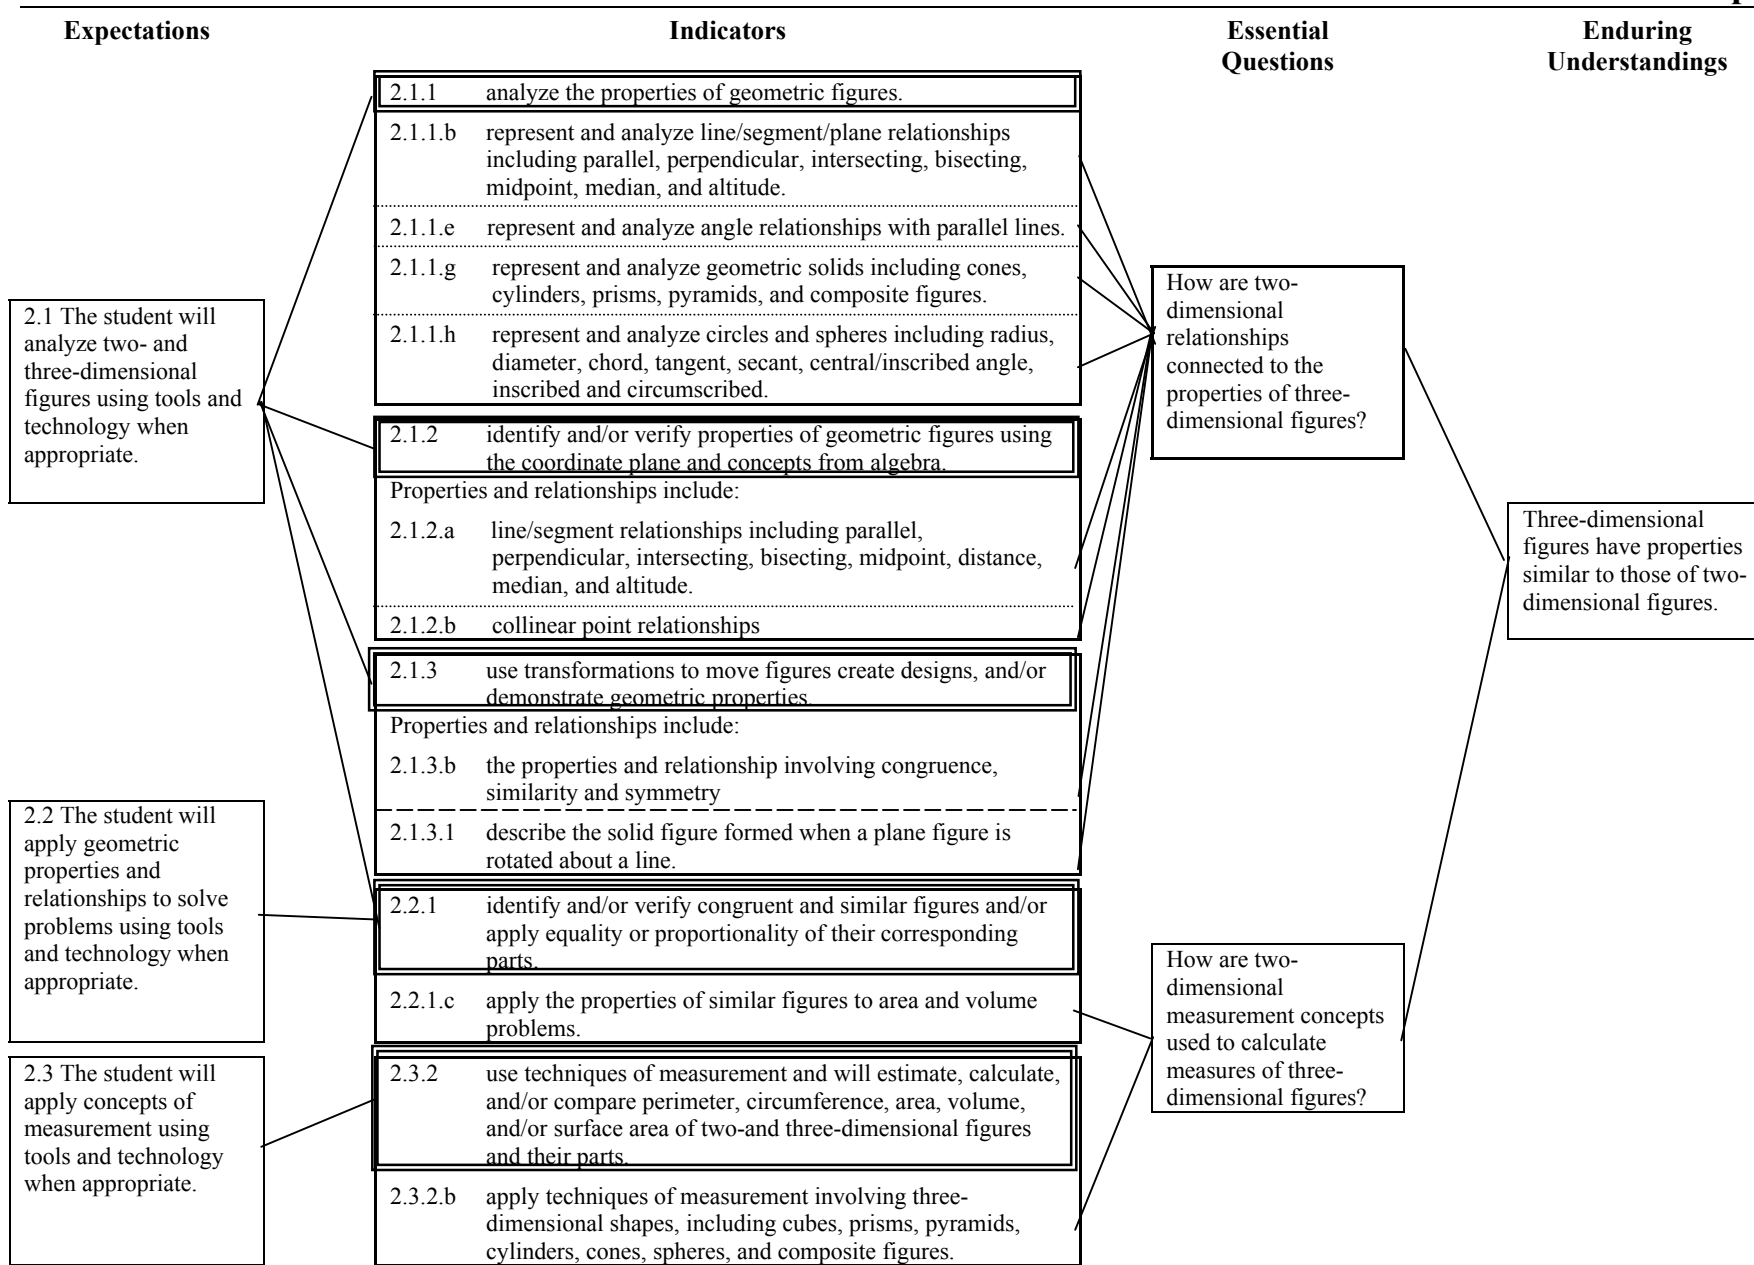 Expectations
Indicators
Essential
Questions
Enduring
Understandings
2.1 The student will
analyze two- and
three-dimensional
figures using tools and
technology when
appropriate.
2.2 The student will
apply geometric
properties and
relationships to solve
problems using tools
and technology when
appropriate.
2.3 The student will
apply concepts of
measurement using
tools and technology
when appropriate.
2.1.1 analyze the properties of geometric figures.
2.1.1.b represent and analyze line/segment/plane relationships
including parallel, perpendicular, intersecting, bisecting,
midpoint, median, and altitude.
2.1.1.e represent and analyze angle relationships with parallel lines.
2.1.1.g represent and analyze geometric solids including cones,
cylinders, prisms, pyramids, and composite figures.
2.1.1.h represent and analyze circles and spheres including radius,
diameter, chord, tangent, secant, central/inscribed angle,
inscribed and circumscribed.
2.1.2 identify and/or verify properties of geometric figures using
the coordinate plane and concepts from algebra.
Properties and relationships include:
2.1.2.a line/segment relationships including parallel,
perpendicular, intersecting, bisecting, midpoint, distance,
median, and altitude.
2.1.2.b collinear point relationships
2.1.3 use transformations to move figures create designs, and/or
demonstrate geometric properties.
Properties and relationships include:
2.1.3.b the properties and relationship involving congruence,
similarity and symmetry
2.1.3.1 describe the solid figure formed when a plane figure is
rotated about a line.
2.2.1 identify and/or verify congruent and similar figures and/or
apply equality or proportionality of their corresponding
parts.
2.2.1.c apply the properties of similar figures to area and volume
problems.
2.3.2 use techniques of measurement and will estimate, calculate,
and/or compare perimeter, circumference, area, volume,
and/or surface area of two-and three-dimensional figures
and their parts.
2.3.2.b apply techniques of measurement involving three-
dimensional shapes, including cubes, prisms, pyramids,
cylinders, cones, spheres, and composite figures.
How are two-
dimensional
relationships
connected to the
properties of three-
dimensional figures?
How are two-
dimensional
measurement concepts
used to calculate
measures of three-
dimensional figures?
Three-dimensional
figures have properties
similar to those of two-
dimensional figures.